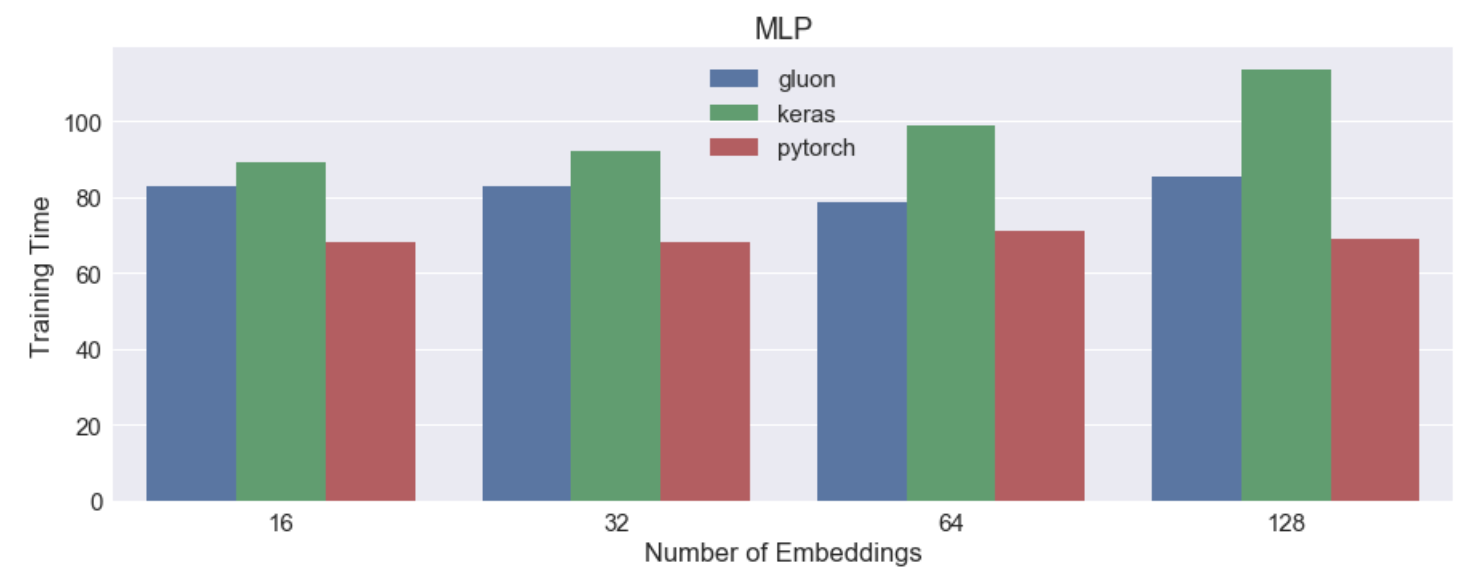 MLP
gluon
keras
pytorch
Training Time
100
80
60
40
20
0
16 32 64 128
Number of Embeddings